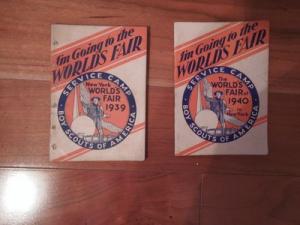 I'm Going to the
WORLD'S FAIR
SERVICE CAMP
New York
WORLD'S
FAIR
1939
BOY SCOUTS OF AMERICA
I'm Going to the
WORLD'S FAIR
SERVICE CAMP
The
WORLD'S
FAIR of
1940
in
New York
BOY SCOUTS OF AMERICA